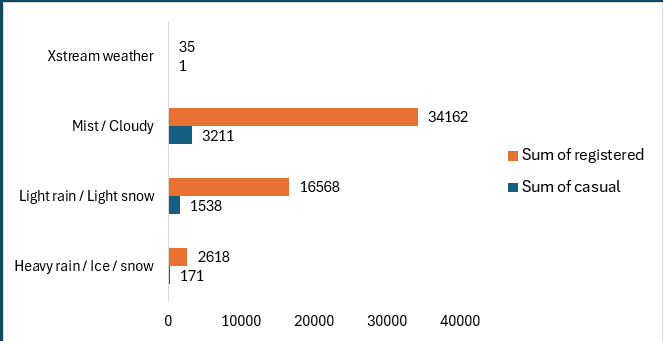 Xstream weather
35
1
Mist / Cloudy
34162
3211
Light rain / Light snow
16568
1538
Heavy rain / Ice / snow
2618
171
0 10000 20000 30000 40000
Sum of registered
Sum of casual